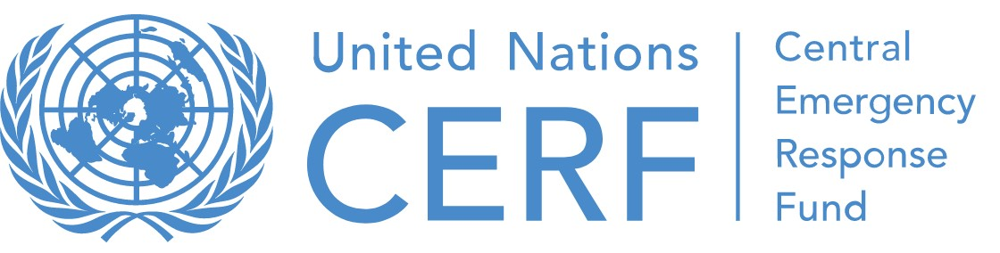 United Nations
CERF
Central
Emergency
Response
Fund